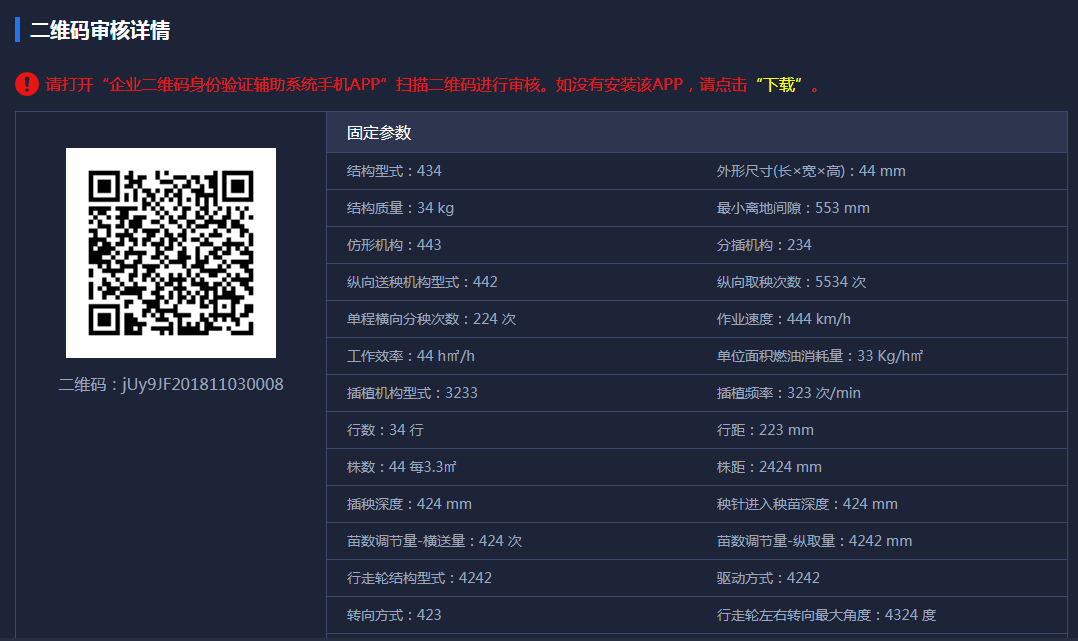 二维码审核详情
请打开“企业二维码身份验证辅助系统手机APP”扫描二维码进行审核。如没有安装该APP，请点击“下载”。
二维码：jUy9JF201811030008
固定参数
结构型式：434 外形尺寸(长×宽×高)：44 mm
结构质量：34 kg 最小离地间隙：553 mm
仿形机构：443 分插机构：234
纵向送秧机构型式：442 纵向取秧次数：5534 次
单程横向分秧次数：224 次 作业速度：444 km/h
工作效率：44 h㎡/h 单位面积燃油消耗量：33 Kg/h㎡
插植机构型式：3233 插植频率：323 次/min
行数：34 行 行距：223 mm
株数：44 每3.3㎡ 株距：2424 mm
插秧深度：424 mm 秧针进入秧苗深度：424 mm
苗数调节量-横送量：424 次 苗数调节量-纵取量：4242 mm
行走轮结构型式：4242 驱动方式：4242
转向方式：423 行走轮左右转向最大角度：4324 度